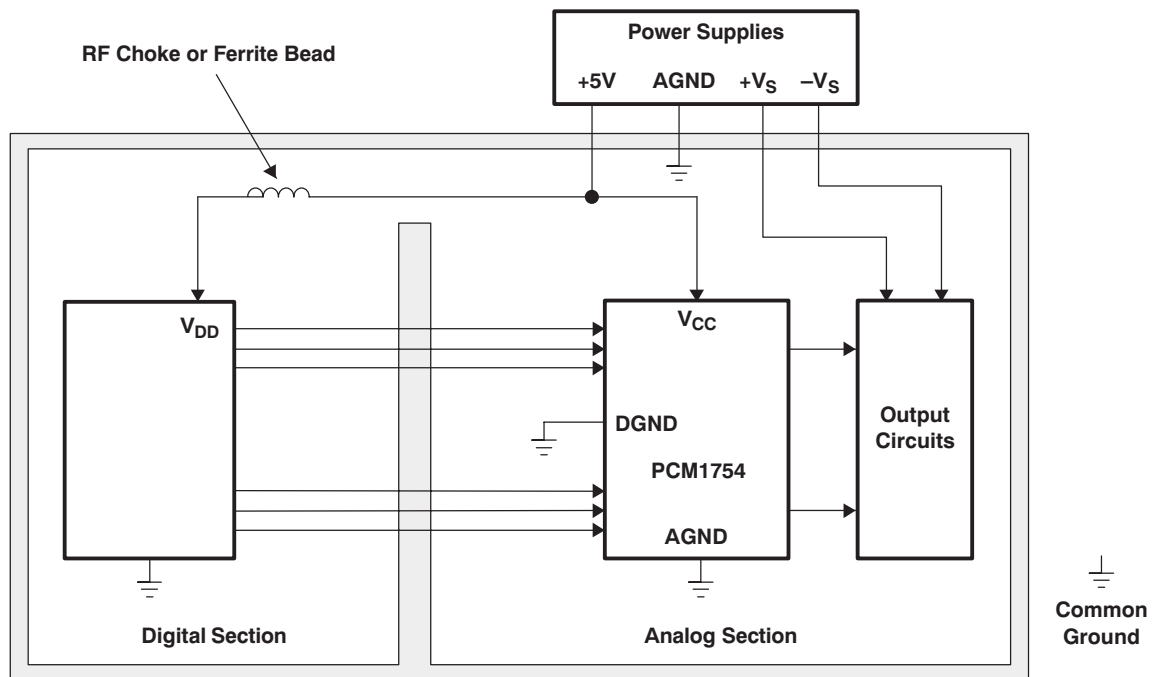 Power Supplies
RF Choke or Ferrite Bead
+5V AGND +VS –VS
VDD
VCC
DGND
Output
Circuits
PCM1754
AGND
Common
Ground
Digital Section
Analog Section